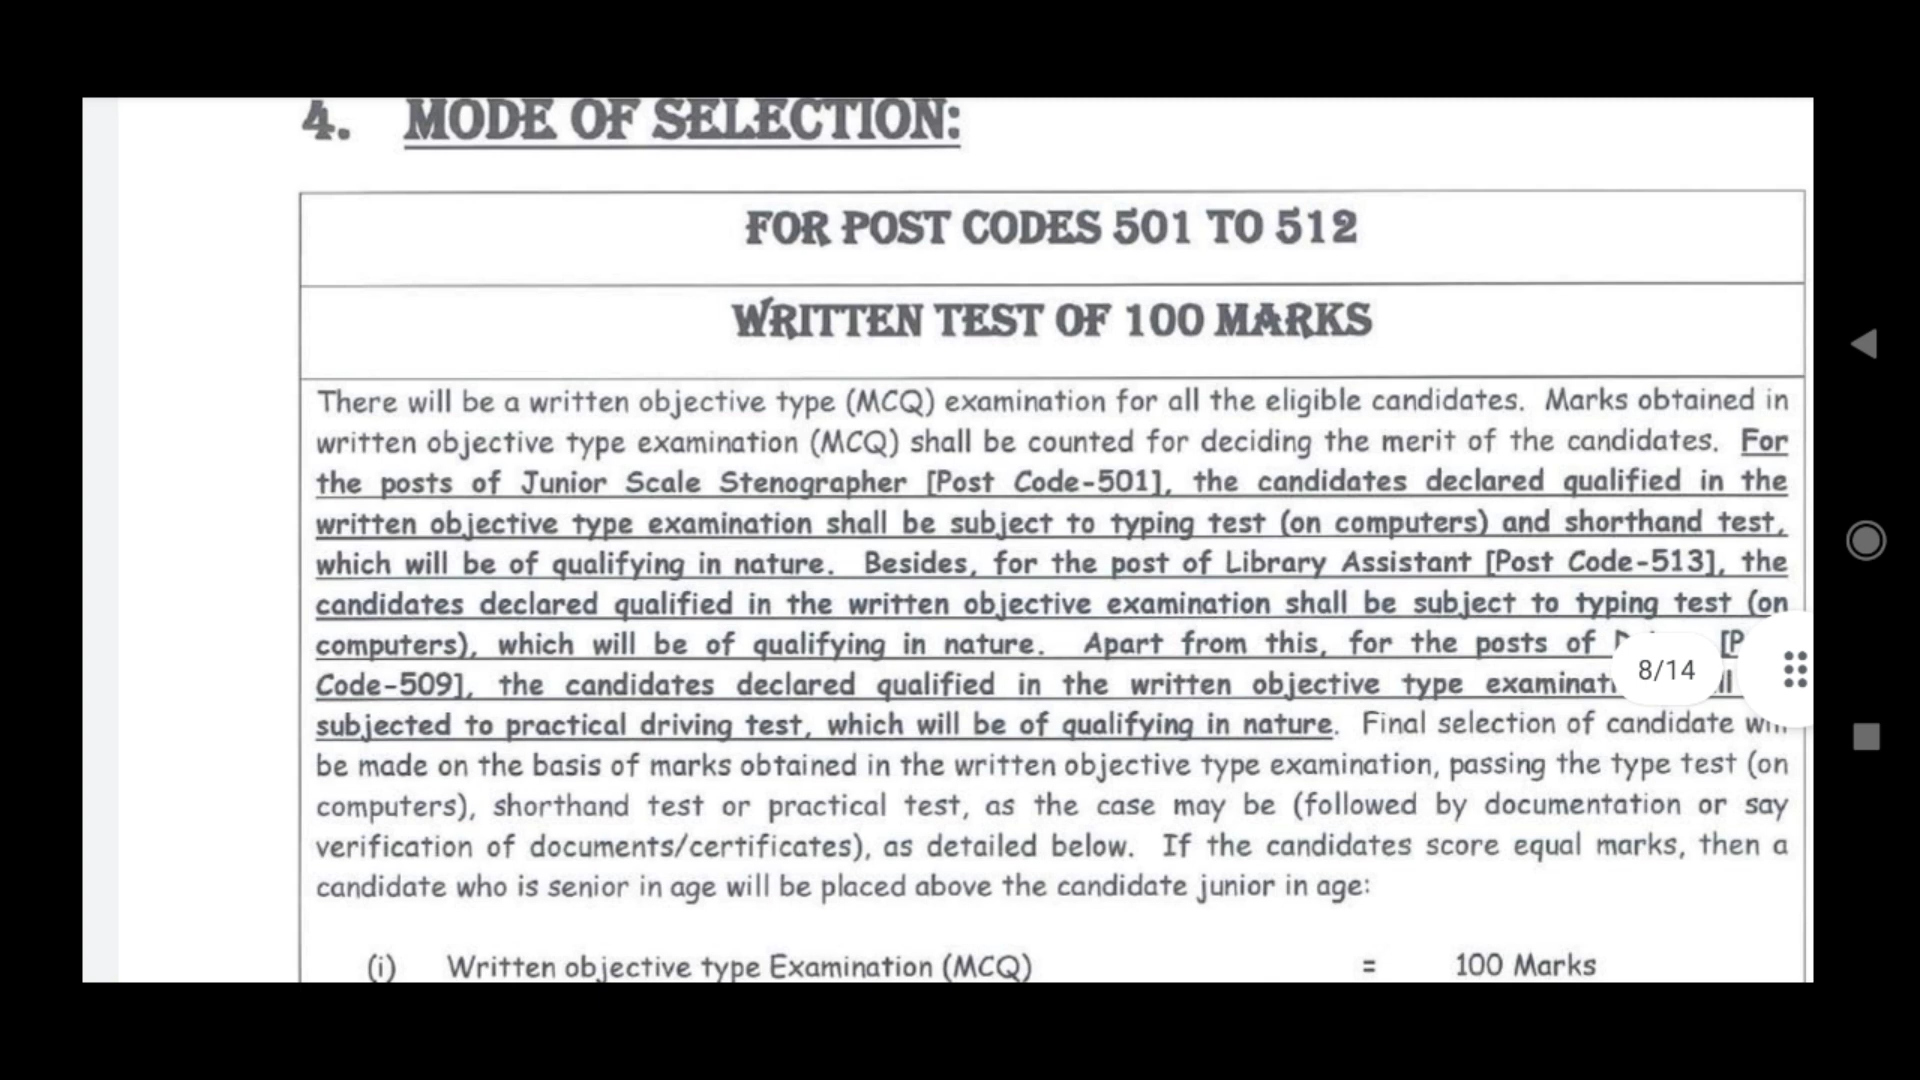 4. MODE OF SELECTION:
FOR POST CODES 501 TO 512
WRITTEN TEST OF 100 MARKS
There will be a written objective type (MCQ) examination for all the eligible candidates. Marks obtained in
written objective type examination (MCQ) shall be counted for deciding the merit of the candidates. For
the posts of Junior Scale Stenographer [Post Code-501], the candidates declared qualified in the
written objective type examination shall be subject to typing test (on computers) and shorthand test,
which will be of qualifying in nature. Besides, for the post of Library Assistant [Post Code-513], the
candidates declared qualified in the written objective examination shall be subject to typing test (on
computers), which will be of qualifying in nature. Apart from this, for the posts of
Code-509], the candidates declared qualified in the written objective type
subjected to practical driving test, which will be of qualifying in nature. Final selection of candidate will
be made on the basis of marks obtained in the written objective type examination, passing the type test (on
computers), shorthand test or practical test, as the case may be (followed by documentation or say
verification of documents/certificates), as detailed below. If the candidates score equal marks, then a
candidate who is senior in age will be placed above the candidate junior in age:
(i) Written objective type Examination (MCQ) = 100 Marks
8/14